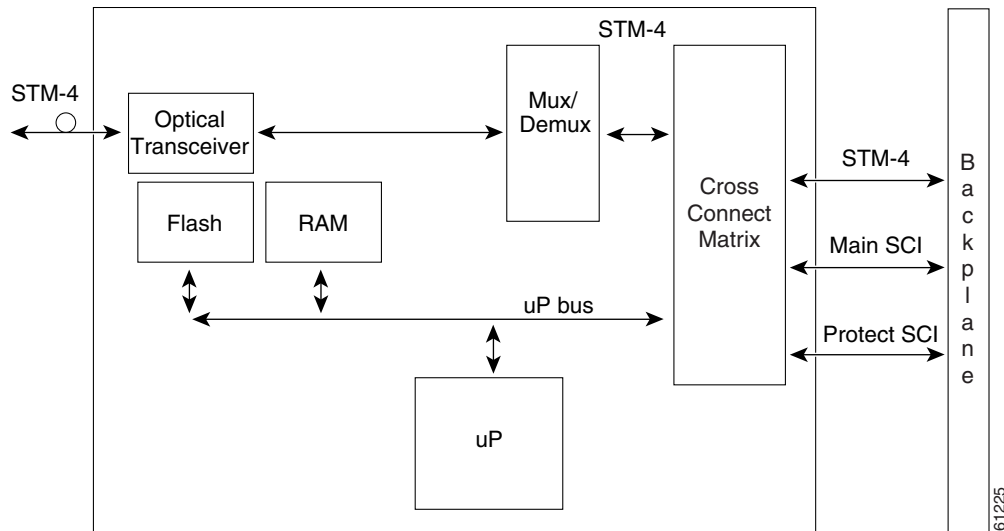 STM-4
STM-4
Optical
Transceiver
Mux/
Demux
Cross
Connect
Matrix
Flash
RAM
uP bus
uP
STM-4
Main SCI
Protect SCI
Backplane
61225